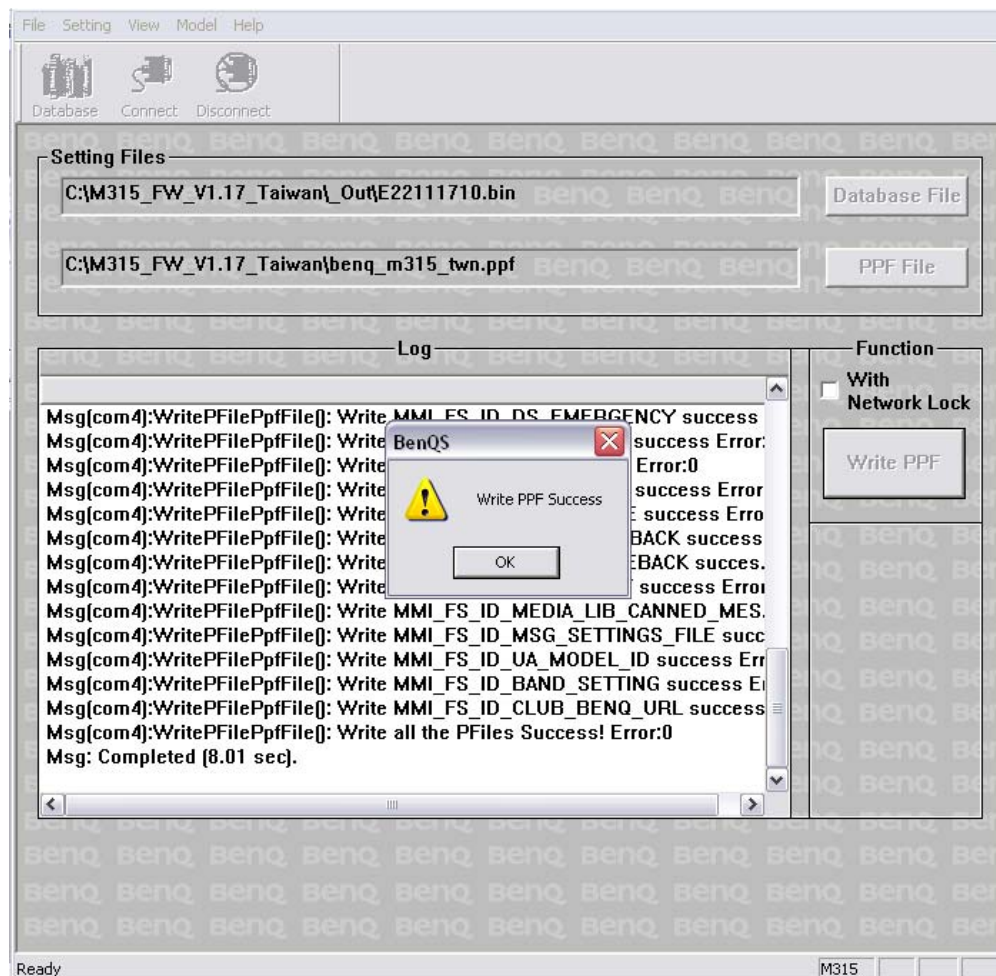 File Setting View Model Help
Database Connect Disconnect
Setting Files
C:\M315_FW_V1.17_Taiwan\_Out\E22111710.bin
Database File
C:\M315_FW_V1.17_Taiwan\benq_m315_twn.ppf
PPF File
Log
Function
With
Network Lock
Write PPF
Msg(com4):WritePFilePpfFile(): Write MMI_FS_ID_DS_EMERGENCY success
Msg(com4):WritePFilePpfFile(): Write success Error:
Msg(com4):WritePFilePpfFile(): Write Error:0
Msg(com4):WritePFilePpfFile(): Write success Error
Msg(com4):WritePFilePpfFile(): Write E success Erro
Msg(com4):WritePFilePpfFile(): Write BACK success
Msg(com4):WritePFilePpfFile(): Write EBACK succes.
Msg(com4):WritePFilePpfFile(): Write success Error
Msg(com4):WritePFilePpfFile(): Write MMI_FS_ID_MEDIA_LIB_CANNED_MES.
Msg(com4):WritePFilePpfFile(): Write MMI_FS_ID_MSG_SETTINGS_FILE succ
Msg(com4):WritePFilePpfFile(): Write MMI_FS_ID_UA_MODEL_ID success Err
Msg(com4):WritePFilePpfFile(): Write MMI_FS_ID_BAND_SETTING success E
Msg(com4):WritePFilePpfFile(): Write MMI_FS_ID_CLUB_BENQ_URL success
Msg(com4):WritePFilePpfFile(): Write all the PFiles Success! Error:0
Msg: Completed (8.01 sec).
BenQS
Write PPF Success
OK
Ready
M315